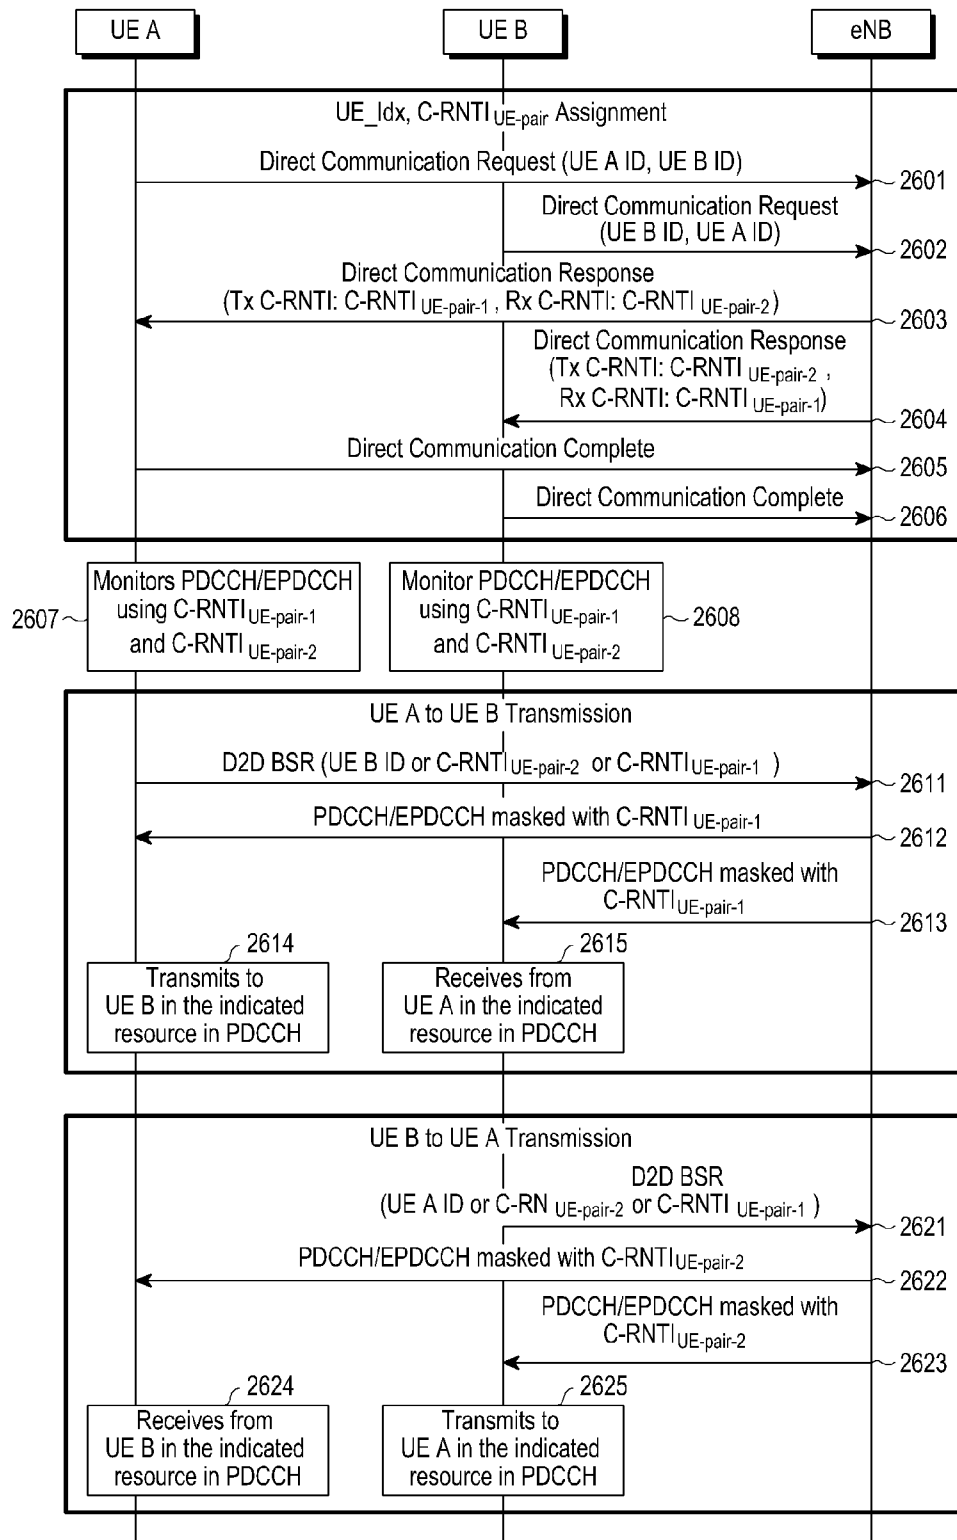 UE A
UE B
eNB
UE_Idx, C-RNTI UE-pair Assignment
Direct Communication Request (UE A ID, UE B ID)
2601
Direct Communication Request
(UE B ID, UE A ID)
2602
Direct Communication Response
(Tx C-RNTI: C-RNTI UE-pair-1 , Rx C-RNTI: C-RNTI UE-pair-2)
2603
Direct Communication Response
(Tx C-RNTI: C-RNTI UE-pair-2 ,
Rx C-RNTI: C-RNTI UE-pair-1)
2604
Direct Communication Complete
2605
Direct Communication Complete
2606
Monitors PDCCH/EPDCCH
using C-RNTI UE-pair-1
and C-RNTI UE-pair-2
2607
Monitor PDCCH/EPDCCH
using C-RNTI UE-pair-1
and C-RNTI UE-pair-2
2608
UE A to UE B Transmission
D2D BSR (UE B ID or C-RNTI UE-pair-2 or C-RNTI UE-pair-1 )
2611
PDCCH/EPDCCH masked with C-RNTI UE-pair-1
2612
PDCCH/EPDCCH masked with
C-RNTI UE-pair-1
2613
2614
Transmits to
UE B in the indicated
resource in PDCCH
2615
Receives from
UE A in the indicated
resource in PDCCH
UE B to UE A Transmission
D2D BSR
(UE A ID or C-RN UE-pair-2 or C-RNTI UE-pair-1 )
2621
PDCCH/EPDCCH masked with C-RNTI UE-pair-2
2622
PDCCH/EPDCCH masked with
C-RNTI UE-pair-2
2623
2624
Receives from
UE B in the indicated
resource in PDCCH
2625
Transmits to
UE A in the indicated
resource in PDCCH